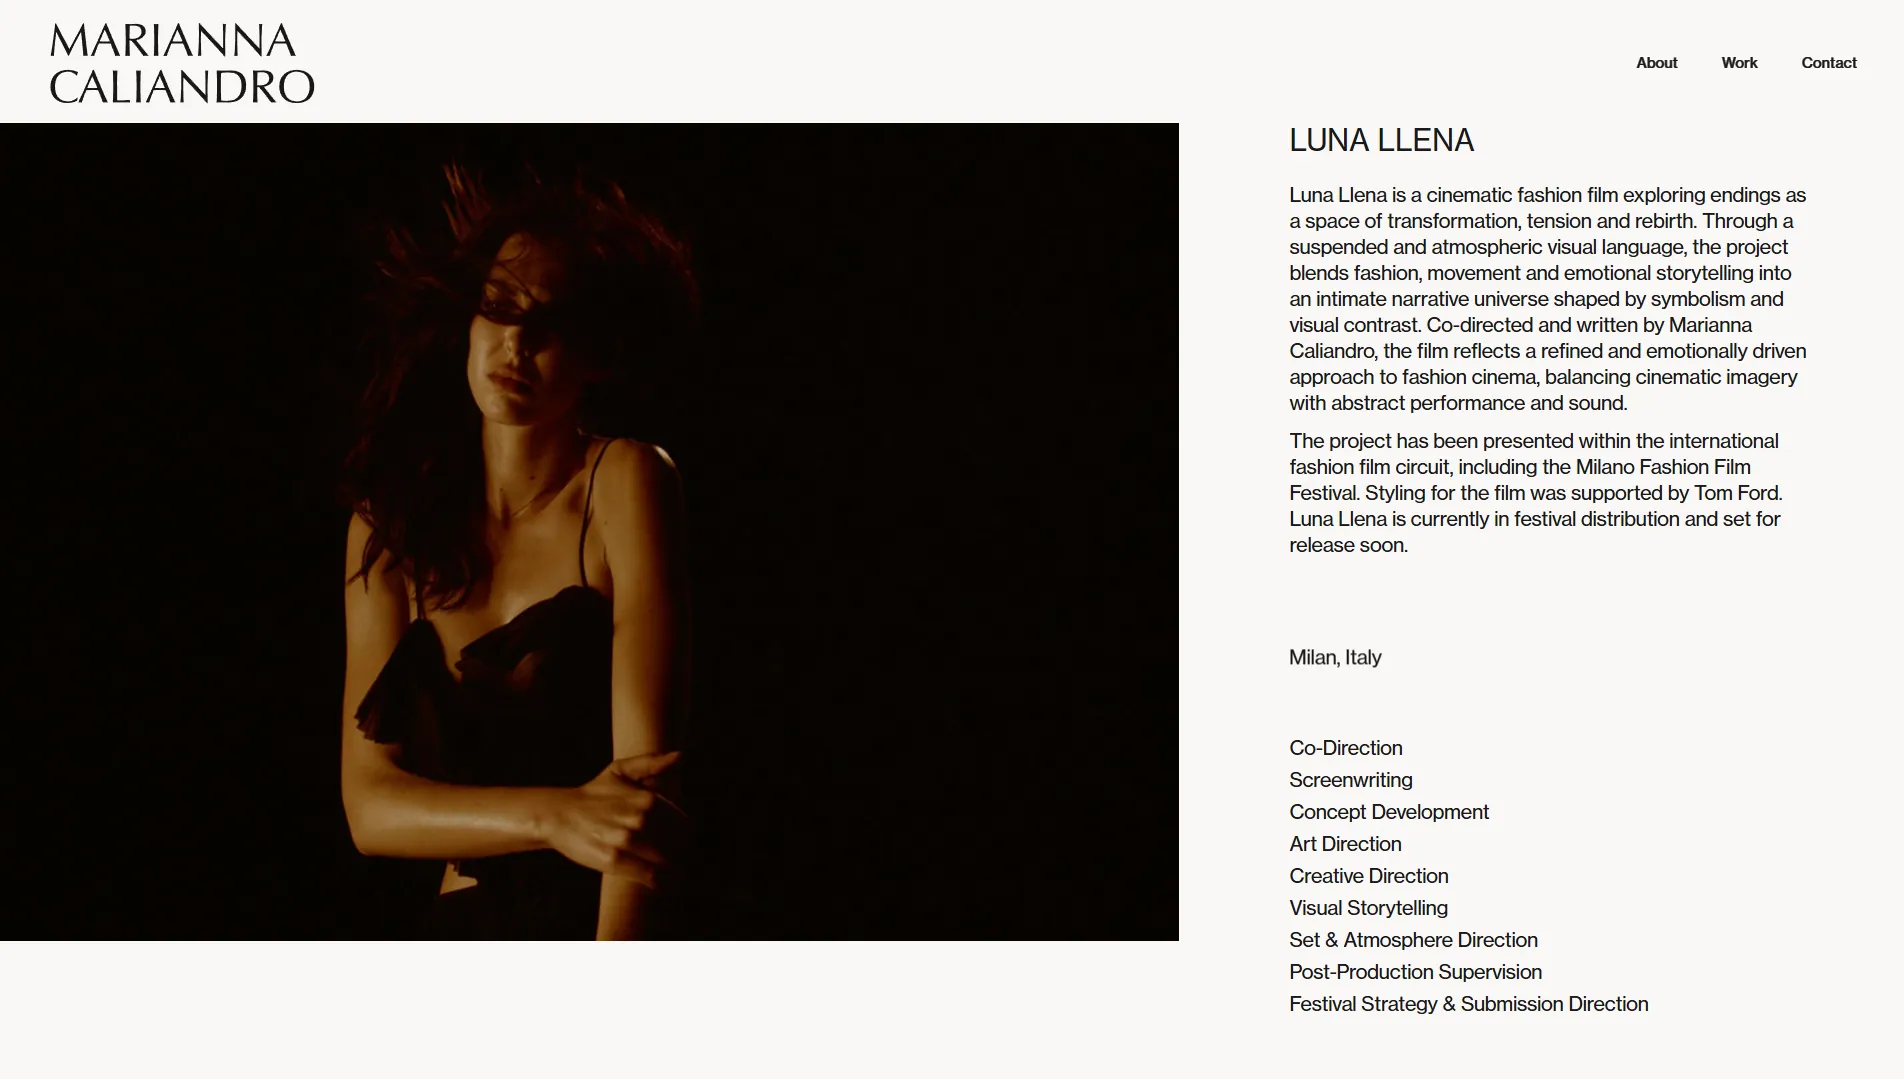 MARIANNA
CALIANDRO
About Work Contact
LUNA LLENA
Luna Llena is a cinematic fashion film exploring endings as
a space of transformation, tension and rebirth. Through a
suspended and atmospheric visual language, the project
blends fashion, movement and emotional storytelling into
an intimate narrative universe shaped by symbolism and
visual contrast. Co-directed and written by Marianna
Caliandro, the film reflects a refined and emotionally driven
approach to fashion cinema, balancing cinematic imagery
with abstract performance and sound.
The project has been presented within the international
fashion film circuit, including the Milano Fashion Film
Festival. Styling for the film was supported by Tom Ford.
Luna Llena is currently in festival distribution and set for
release soon.
Milan, Italy
Co-Direction
Screenwriting
Concept Development
Art Direction
Creative Direction
Visual Storytelling
Set & Atmosphere Direction
Post-Production Supervision
Festival Strategy & Submission Direction